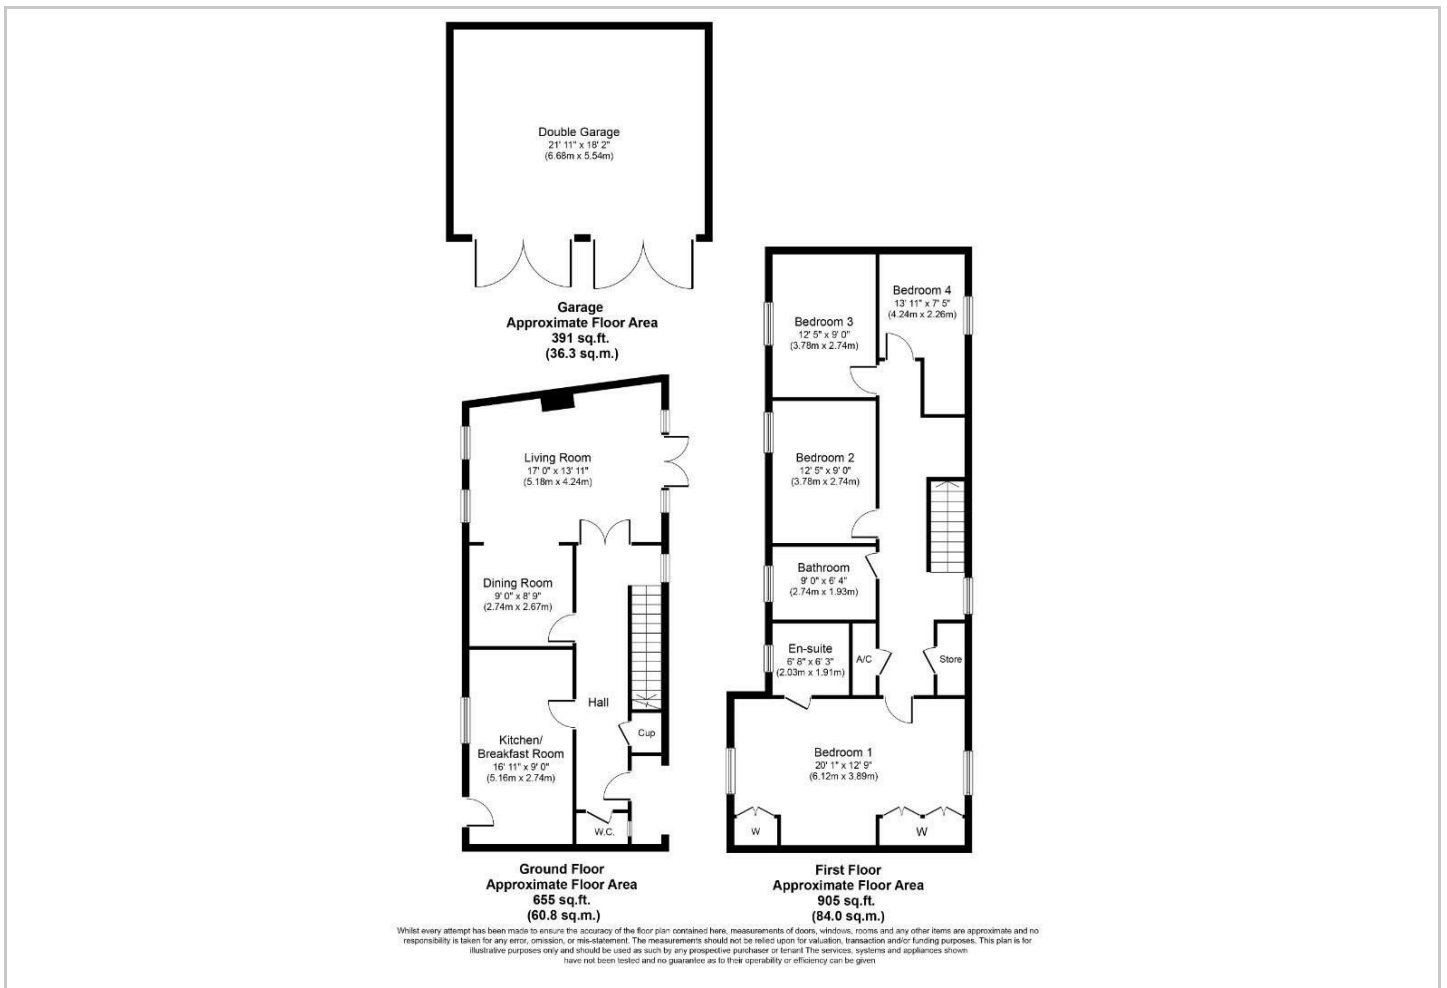 Double Garage
21' 11" x 18' 2"
(6.68m x 5.54m)
Garage
Approximate Floor Area
391 sq.ft.
(36.3 sq.m.)
Living Room
17' 0" x 13' 11"
(5.18m x 4.24m)
Dining Room
9' 0" x 8' 9"
(2.74m x 2.67m)
Hall
Cup
Kitchen/
Breakfast Room
16' 11" x 9' 0"
(5.16m x 2.74m)
W.C.
Ground Floor
Approximate Floor Area
655 sq.ft.
(60.8 sq.m.)
Bedroom 4
13' 11" x 7' 5"
(4.24m x 2.26m)
Bedroom 3
12' 5" x 9' 0"
(3.78m x 2.74m)
Bedroom 2
12' 5" x 9' 0"
(3.78m x 2.74m)
Bathroom
9' 0" x 6' 4"
(2.74m x 1.93m)
En-suite
6' 8" x 6' 3"
(2.03m x 1.91m)
A/C
Store
Bedroom 1
20' 1" x 12' 9"
(6.12m x 3.89m)
W
W
First Floor
Approximate Floor Area
905 sq.ft.
(84.0 sq.m.)
Whilst every attempt has been made to ensure the accuracy of the floor plan contained here, measurements of doors, windows, rooms and any other items are approximate and no
responsibility is taken for any error, omission, or mis-statement. The measurements should not be relied upon for valuation, transaction and/or funding purposes. This plan is for
illustrative purposes only and should be used as such by any prospective purchaser or tenant The services, systems and appliances shown
have not been tested and no guarantee as to their operability or efficiency can be given